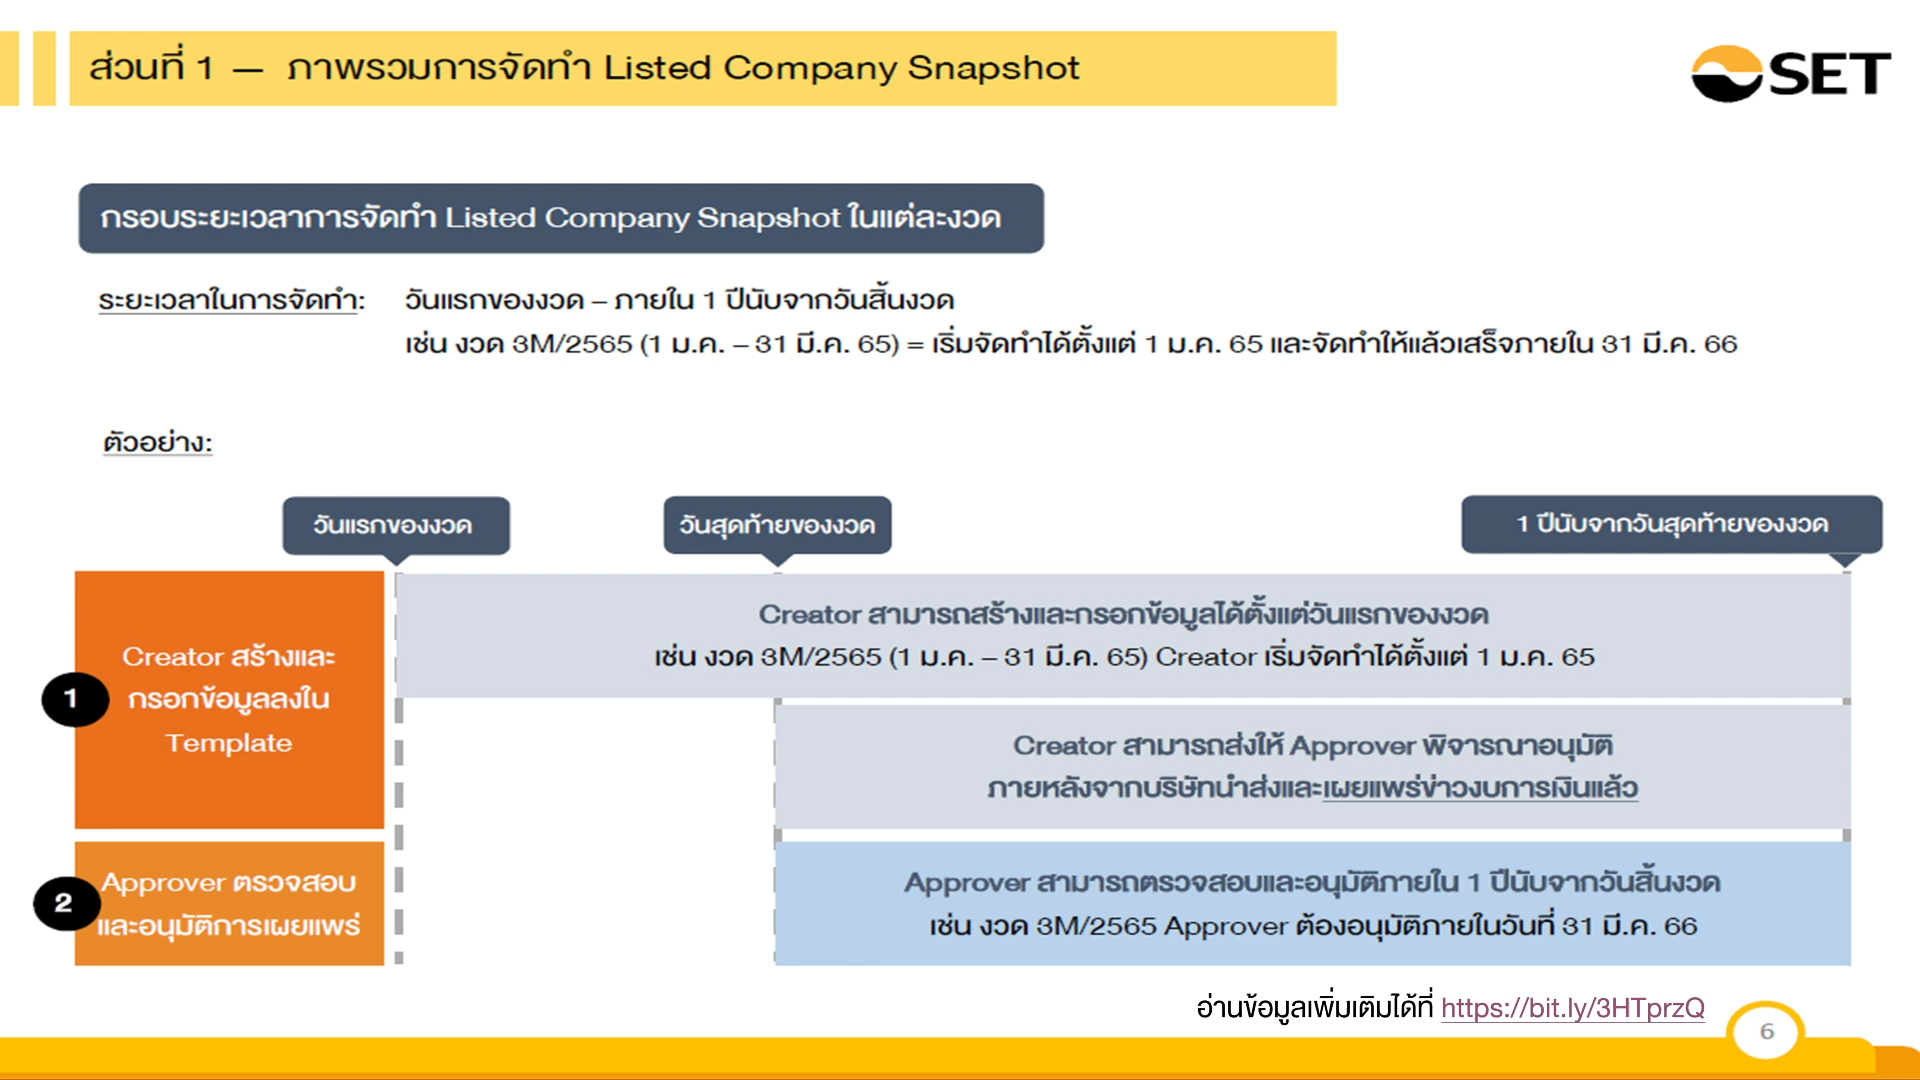 ส่วนที่ 1 — ภาพรวมการจัดทำ Listed Company Snapshot
SET
กรอบระยะเวลาการจัดทำ Listed Company Snapshot ในแต่ละงวด
ระยะเวลาในการจัดทำ: วันแรกของงวด – ภายใน 1 ปีนับจากวันสิ้นงวด
เช่น งวด 3M/2565 (1 ม.ค. – 31 มี.ค. 65) = เริ่มจัดทำได้ตั้งแต่ 1 ม.ค. 65 และจัดทำให้แล้วเสร็จภายใน 31 มี.ค. 66
ตัวอย่าง:
วันแรกของงวด
วันสุดท้ายของงวด
1 ปีนับจากวันสุดท้ายของงวด
1
Creator สร้างและ
กรอกข้อมูลลงใน
Template
Creator สามารถสร้างและกรอกข้อมูลได้ตั้งแต่วันแรกของงวด
เช่น งวด 3M/2565 (1 ม.ค. – 31 มี.ค. 65) Creator เริ่มจัดทำได้ตั้งแต่ 1 ม.ค. 65
Creator สามารถส่งให้ Approver พิจารณาอนุมัติ
ภายหลังจากบริษัทนำส่งและเผยแพร่ข่าวงบการเงินแล้ว
2
Approver ตรวจสอบ
และอนุมัติการเผยแพร่
Approver สามารถตรวจสอบและอนุมัติภายใน 1 ปีนับจากวันสิ้นงวด
เช่น งวด 3M/2565 Approver ต้องอนุมัติภายในวันที่ 31 มี.ค. 66
อ่านข้อมูลเพิ่มเติมได้ที่ https://bit.ly/3HTprzQ
6